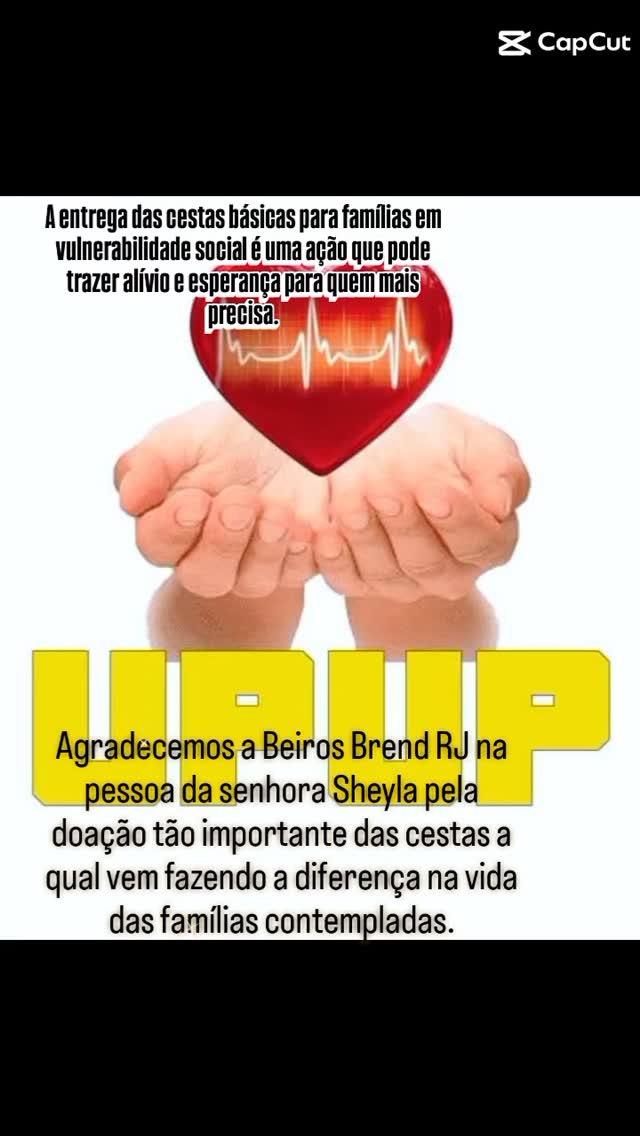 CapCut
A entrega das cestas básicas para famílias em
vulnerabilidade social é uma ação que pode
trazer alívio e esperança para quem mais
precisa.
UPUP
Agradecemos a Beiros Brend RJ na
pessoa da senhora Sheyla pela
doação tão importante das cestas a
qual vem fazendo a diferença na vida
das famílias contempladas.